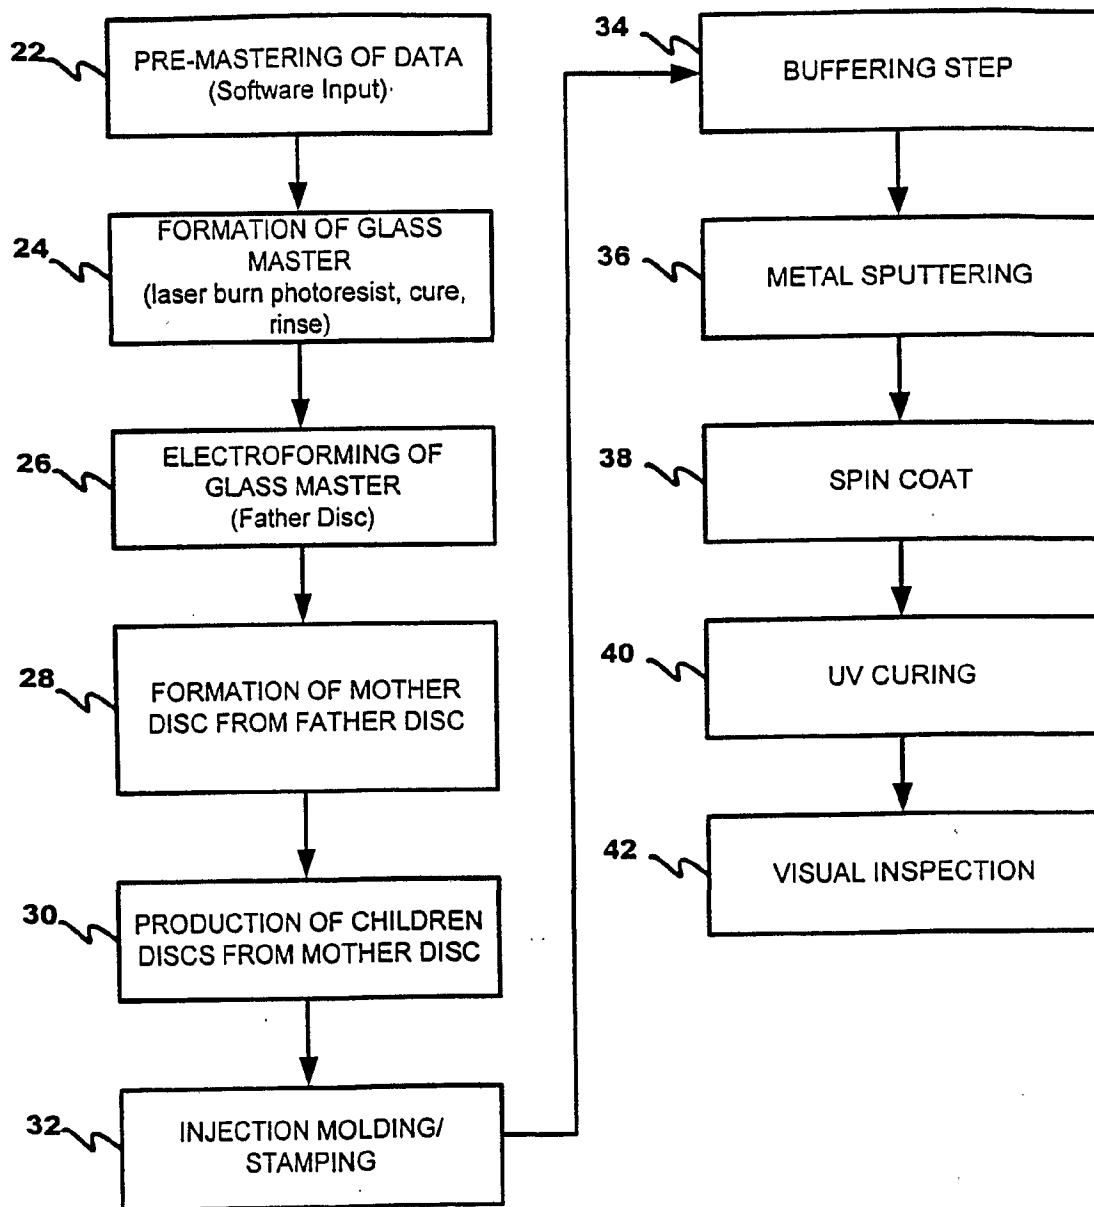 22
PRE-MASTERING OF DATA
(Software Input)
24
FORMATION OF GLASS
MASTER
(laser burn photoresist, cure,
rinse)
26
ELECTROFORMING OF
GLASS MASTER
(Father Disc)
28
FORMATION OF MOTHER
DISC FROM FATHER DISC
30
PRODUCTION OF CHILDREN
DISCS FROM MOTHER DISC
32
INJECTION MOLDING/
STAMPING
34
BUFFERING STEP
36
METAL SPUTTERING
38
SPIN COAT
40
UV CURING
42
VISUAL INSPECTION